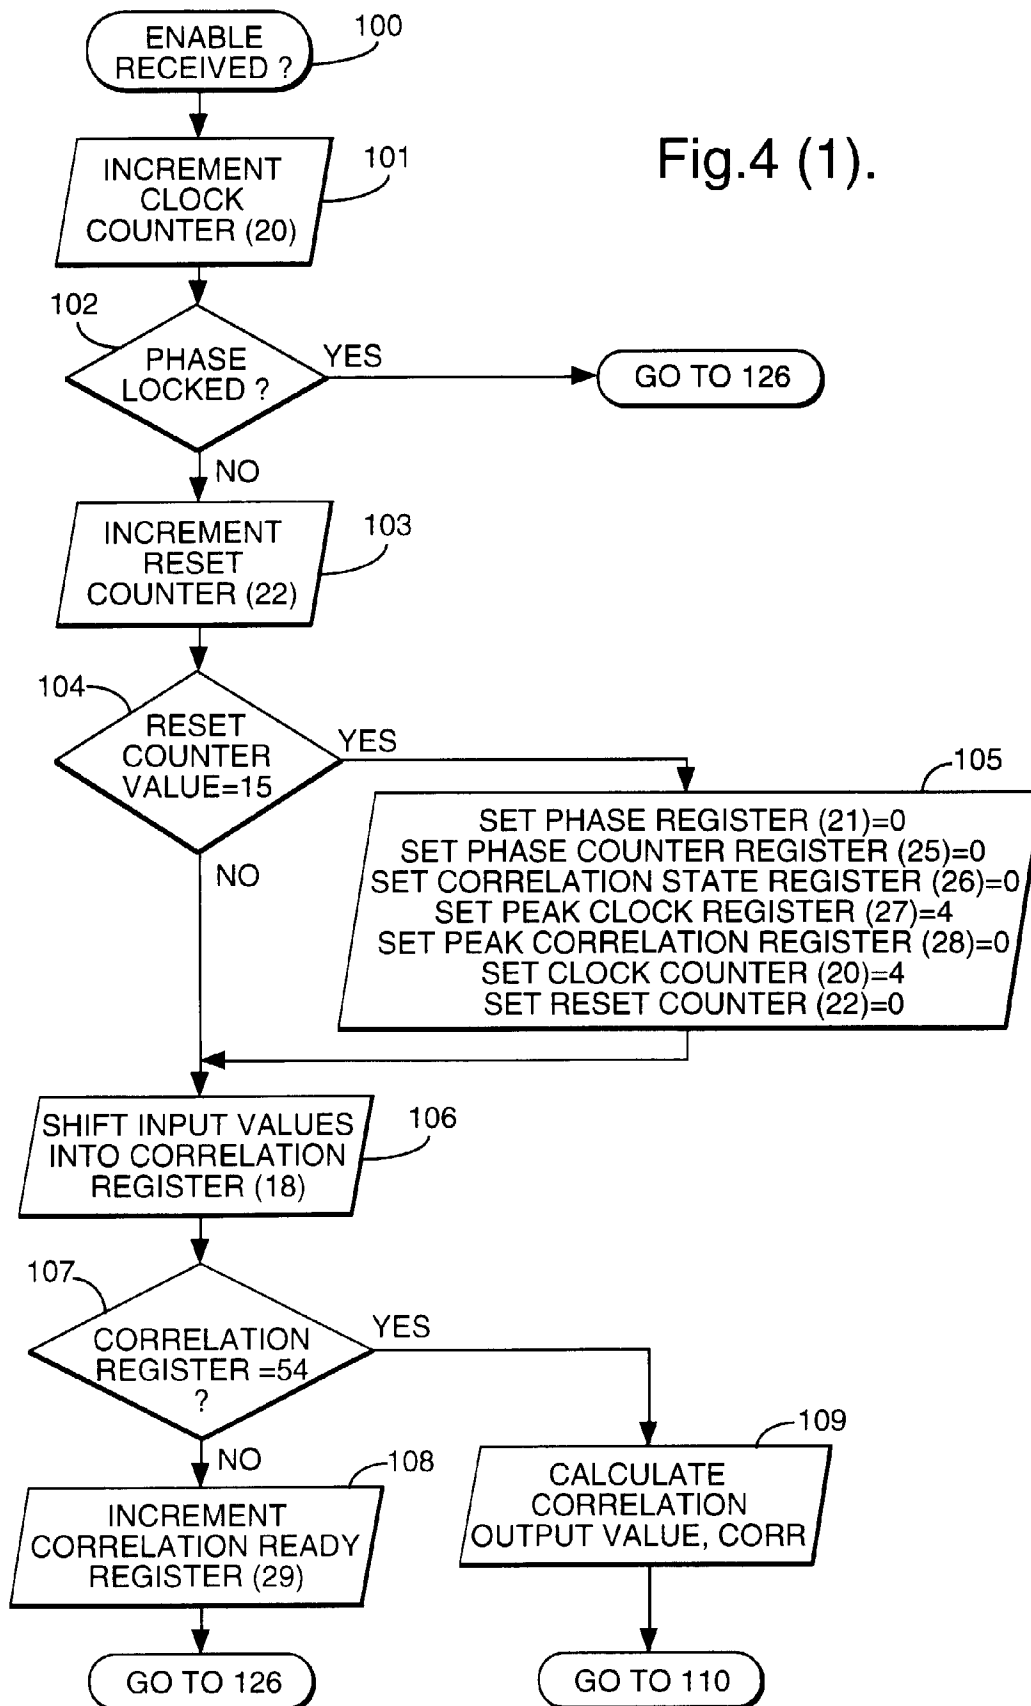 ENABLE
RECEIVED ?
100
Fig.4 (1).
INCREMENT
CLOCK
COUNTER (20)
101
102
PHASE
LOCKED ?
YES
GO TO 126
NO
INCREMENT
RESET
COUNTER (22)
103
104
RESET
COUNTER
VALUE=15
YES
105
NO
SET PHASE REGISTER (21)=0
SET PHASE COUNTER REGISTER (25)=0
SET CORRELATION STATE REGISTER (26)=0
SET PEAK CLOCK REGISTER (27)=4
SET PEAK CORRELATION REGISTER (28)=0
SET CLOCK COUNTER (20)=4
SET RESET COUNTER (22)=0
SHIFT INPUT VALUES
INTO CORRELATION
REGISTER (18)
106
107
CORRELATION
REGISTER =54
?
YES
NO
108
INCREMENT
CORRELATION READY
REGISTER (29)
109
CALCULATE
CORRELATION
OUTPUT VALUE, CORR
GO TO 126
GO TO 110